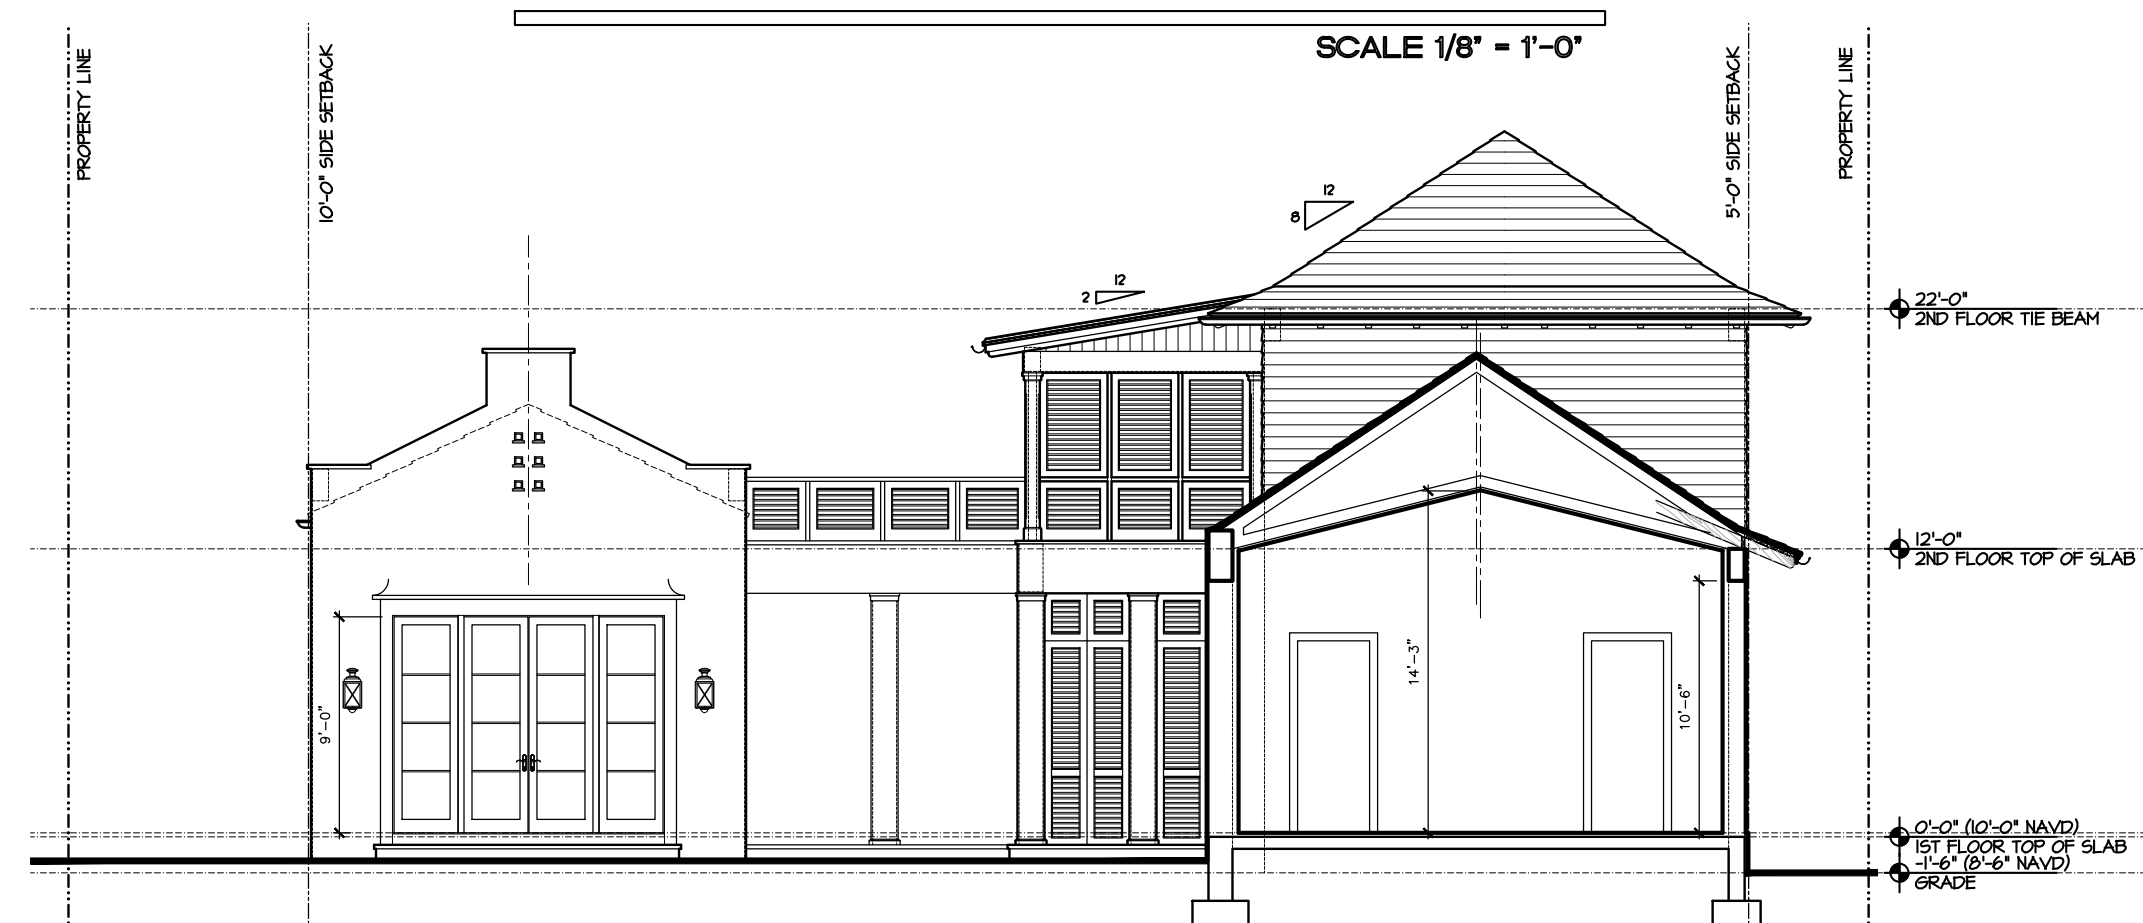 SCALE 1/8" = 1'-0"
PROPERTY LINE
10'-0" SIDE SETBACK
5'-0" SIDE SETBACK
PROPERTY LINE
12
8
12
2
22'-0"
2ND FLOOR TIE BEAM
12'-0"
2ND FLOOR TOP OF SLAB
14'-3"
10'-6"
9'-0"
0'-0" (10'-0" NAVD)
1ST FLOOR TOP OF SLAB
-1'-6" (8'-6" NAVD)
GRADE